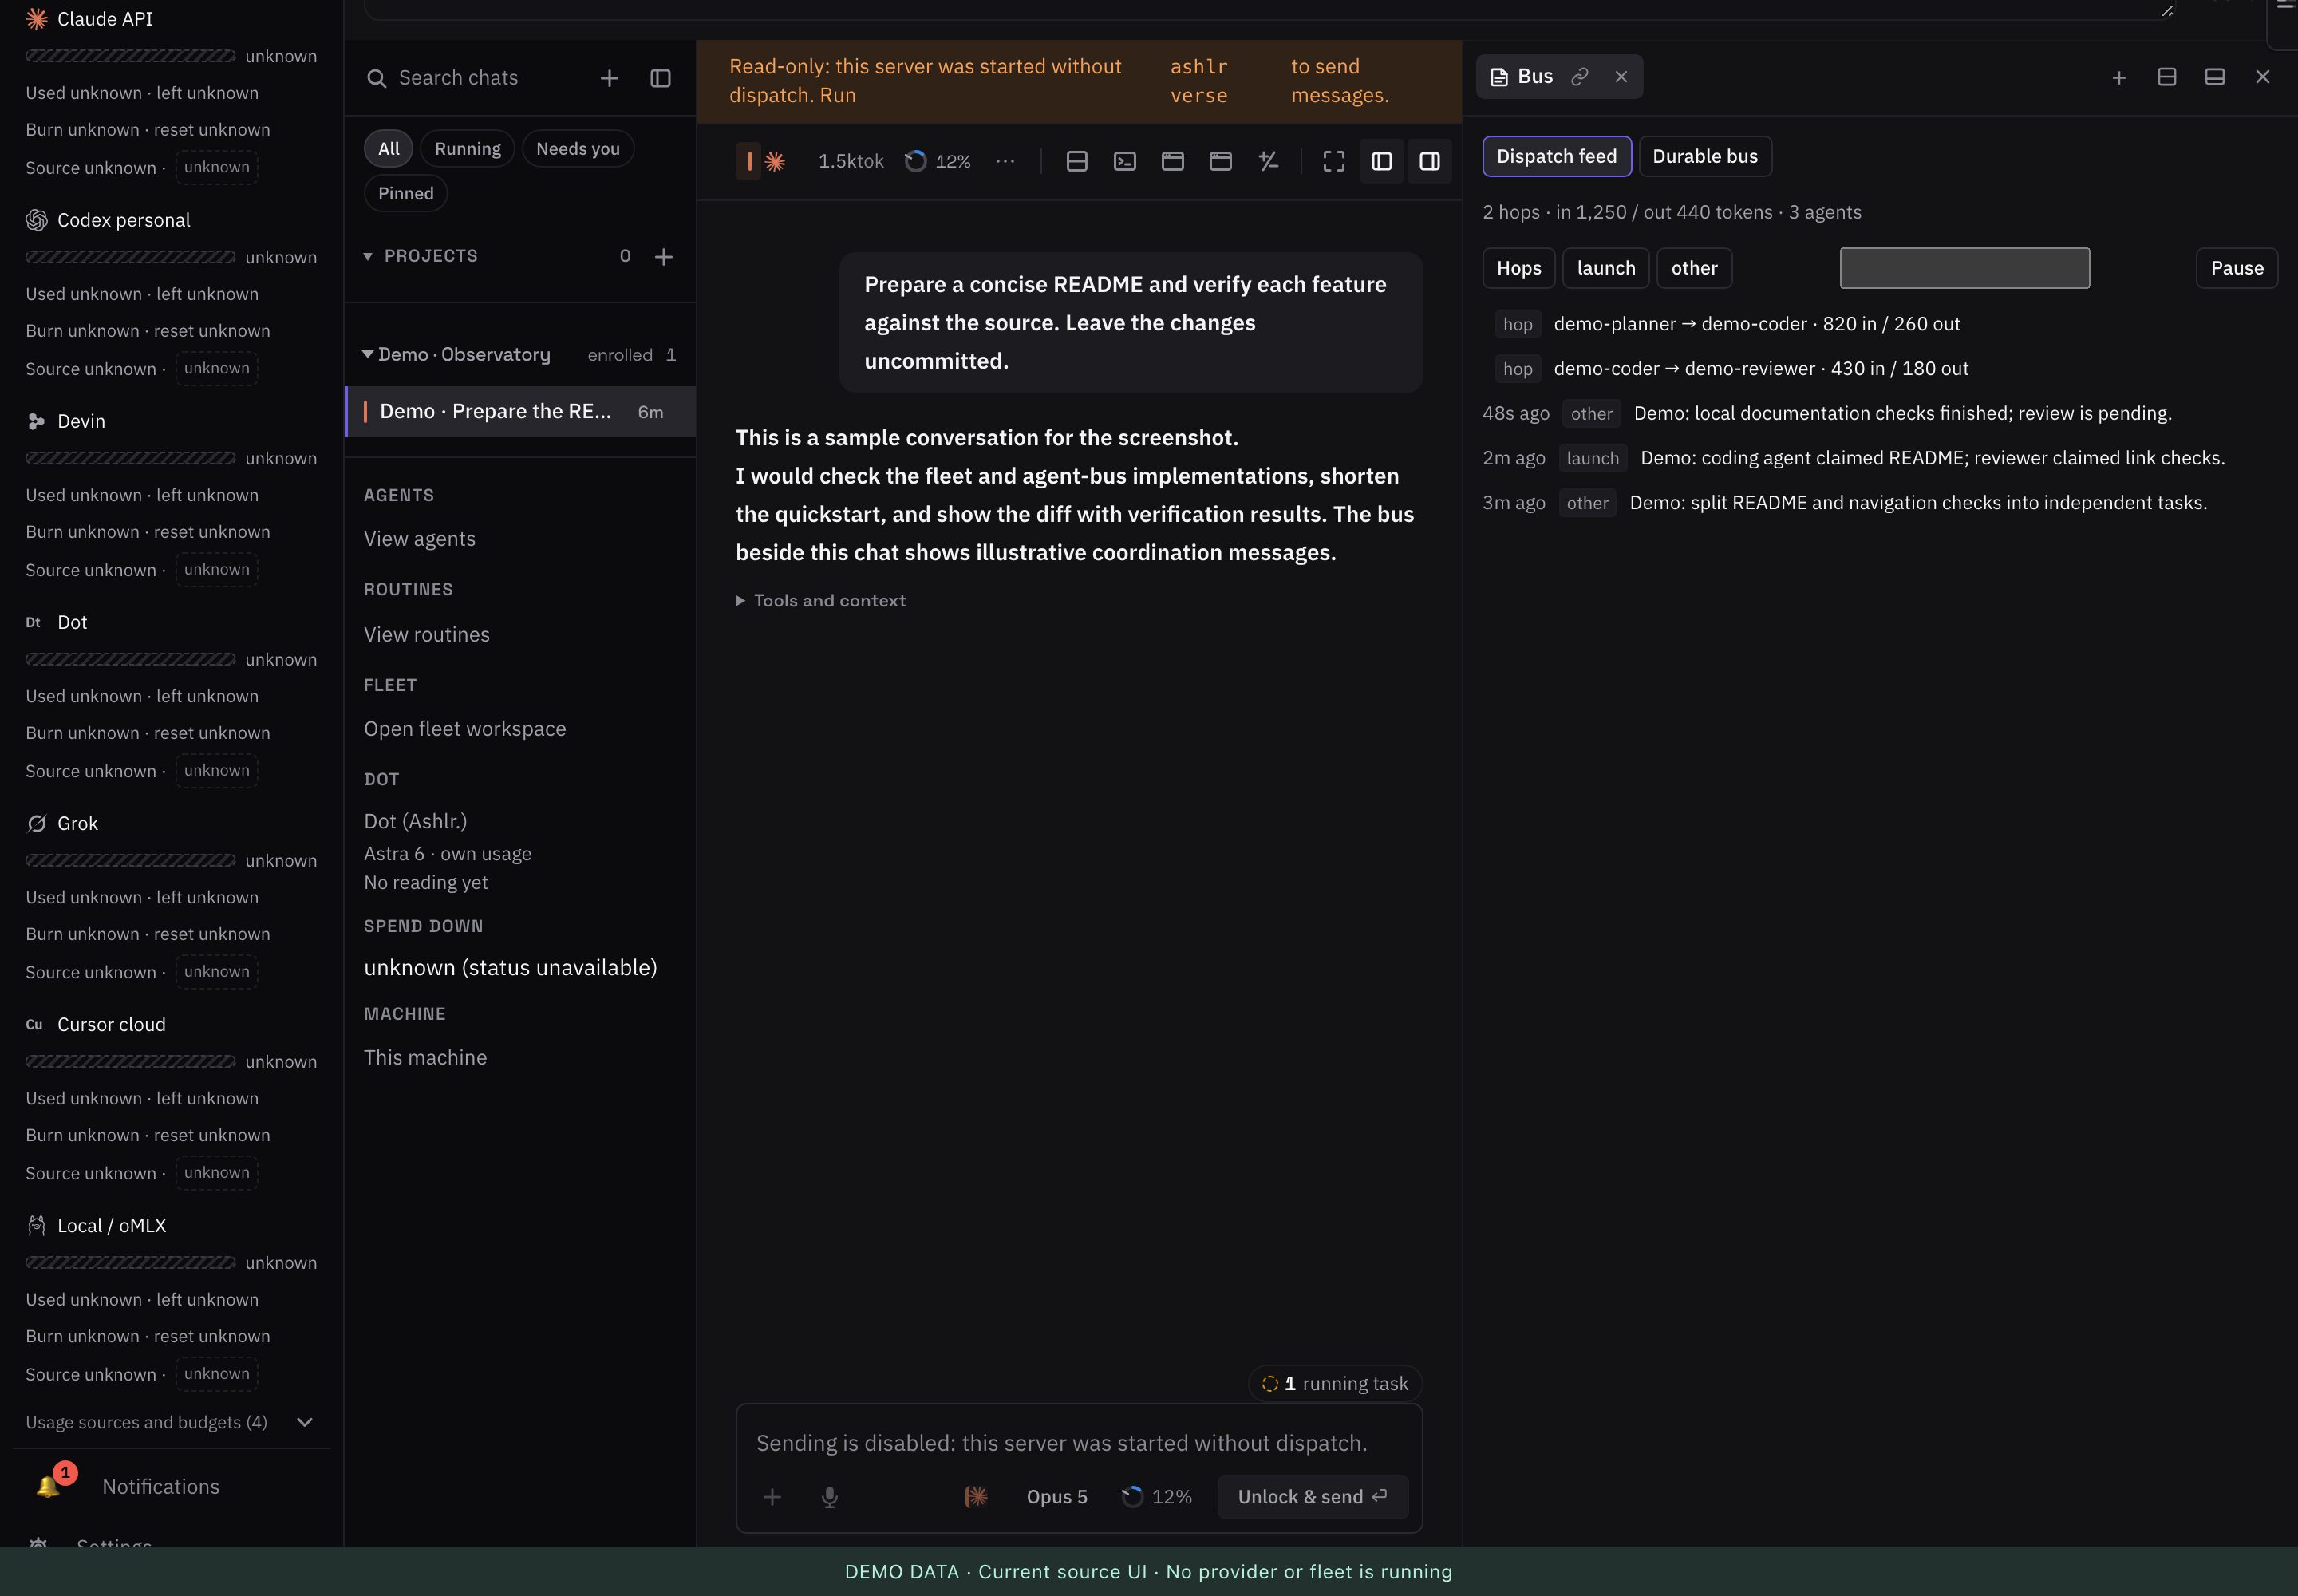 Claude API
unknown
Used unknown · left unknown
Burn unknown · reset unknown
Source unknown · unknown
Codex personal
unknown
Used unknown · left unknown
Burn unknown · reset unknown
Source unknown · unknown
Devin
unknown
Used unknown · left unknown
Burn unknown · reset unknown
Source unknown · unknown
Dt Dot
unknown
Used unknown · left unknown
Burn unknown · reset unknown
Source unknown · unknown
Grok
unknown
Used unknown · left unknown
Burn unknown · reset unknown
Source unknown · unknown
Cu Cursor cloud
unknown
Used unknown · left unknown
Burn unknown · reset unknown
Source unknown · unknown
Local / oMLX
unknown
Used unknown · left unknown
Burn unknown · reset unknown
Source unknown · unknown
Usage sources and budgets (4)
1
Notifications
Settings
Search chats
All Running Needs you
Pinned
PROJECTS 0
Demo · Observatory enrolled 1
Demo · Prepare the RE... 6m
AGENTS
View agents
ROUTINES
View routines
FLEET
Open fleet workspace
DOT
Dot (Ashlr.)
Astra 6 · own usage
No reading yet
SPEND DOWN
unknown (status unavailable)
MACHINE
This machine
Read-only: this server was started without dispatch. Run ashlr verse to send messages.
1.5ktok 12%
Prepare a concise README and verify each feature
against the source. Leave the changes
uncommitted.
This is a sample conversation for the screenshot.
I would check the fleet and agent-bus implementations, shorten
the quickstart, and show the diff with verification results. The bus
beside this chat shows illustrative coordination messages.
Tools and context
1 running task
Sending is disabled: this server was started without dispatch.
Opus 5 12% Unlock & send
Bus
Dispatch feed Durable bus
2 hops · in 1,250 / out 440 tokens · 3 agents
Hops launch other Pause
hop demo-planner → demo-coder · 820 in / 260 out
hop demo-coder → demo-reviewer · 430 in / 180 out
48s ago other Demo: local documentation checks finished; review is pending.
2m ago launch Demo: coding agent claimed README; reviewer claimed link checks.
3m ago other Demo: split README and navigation checks into independent tasks.
DEMO DATA · Current source UI · No provider or fleet is running